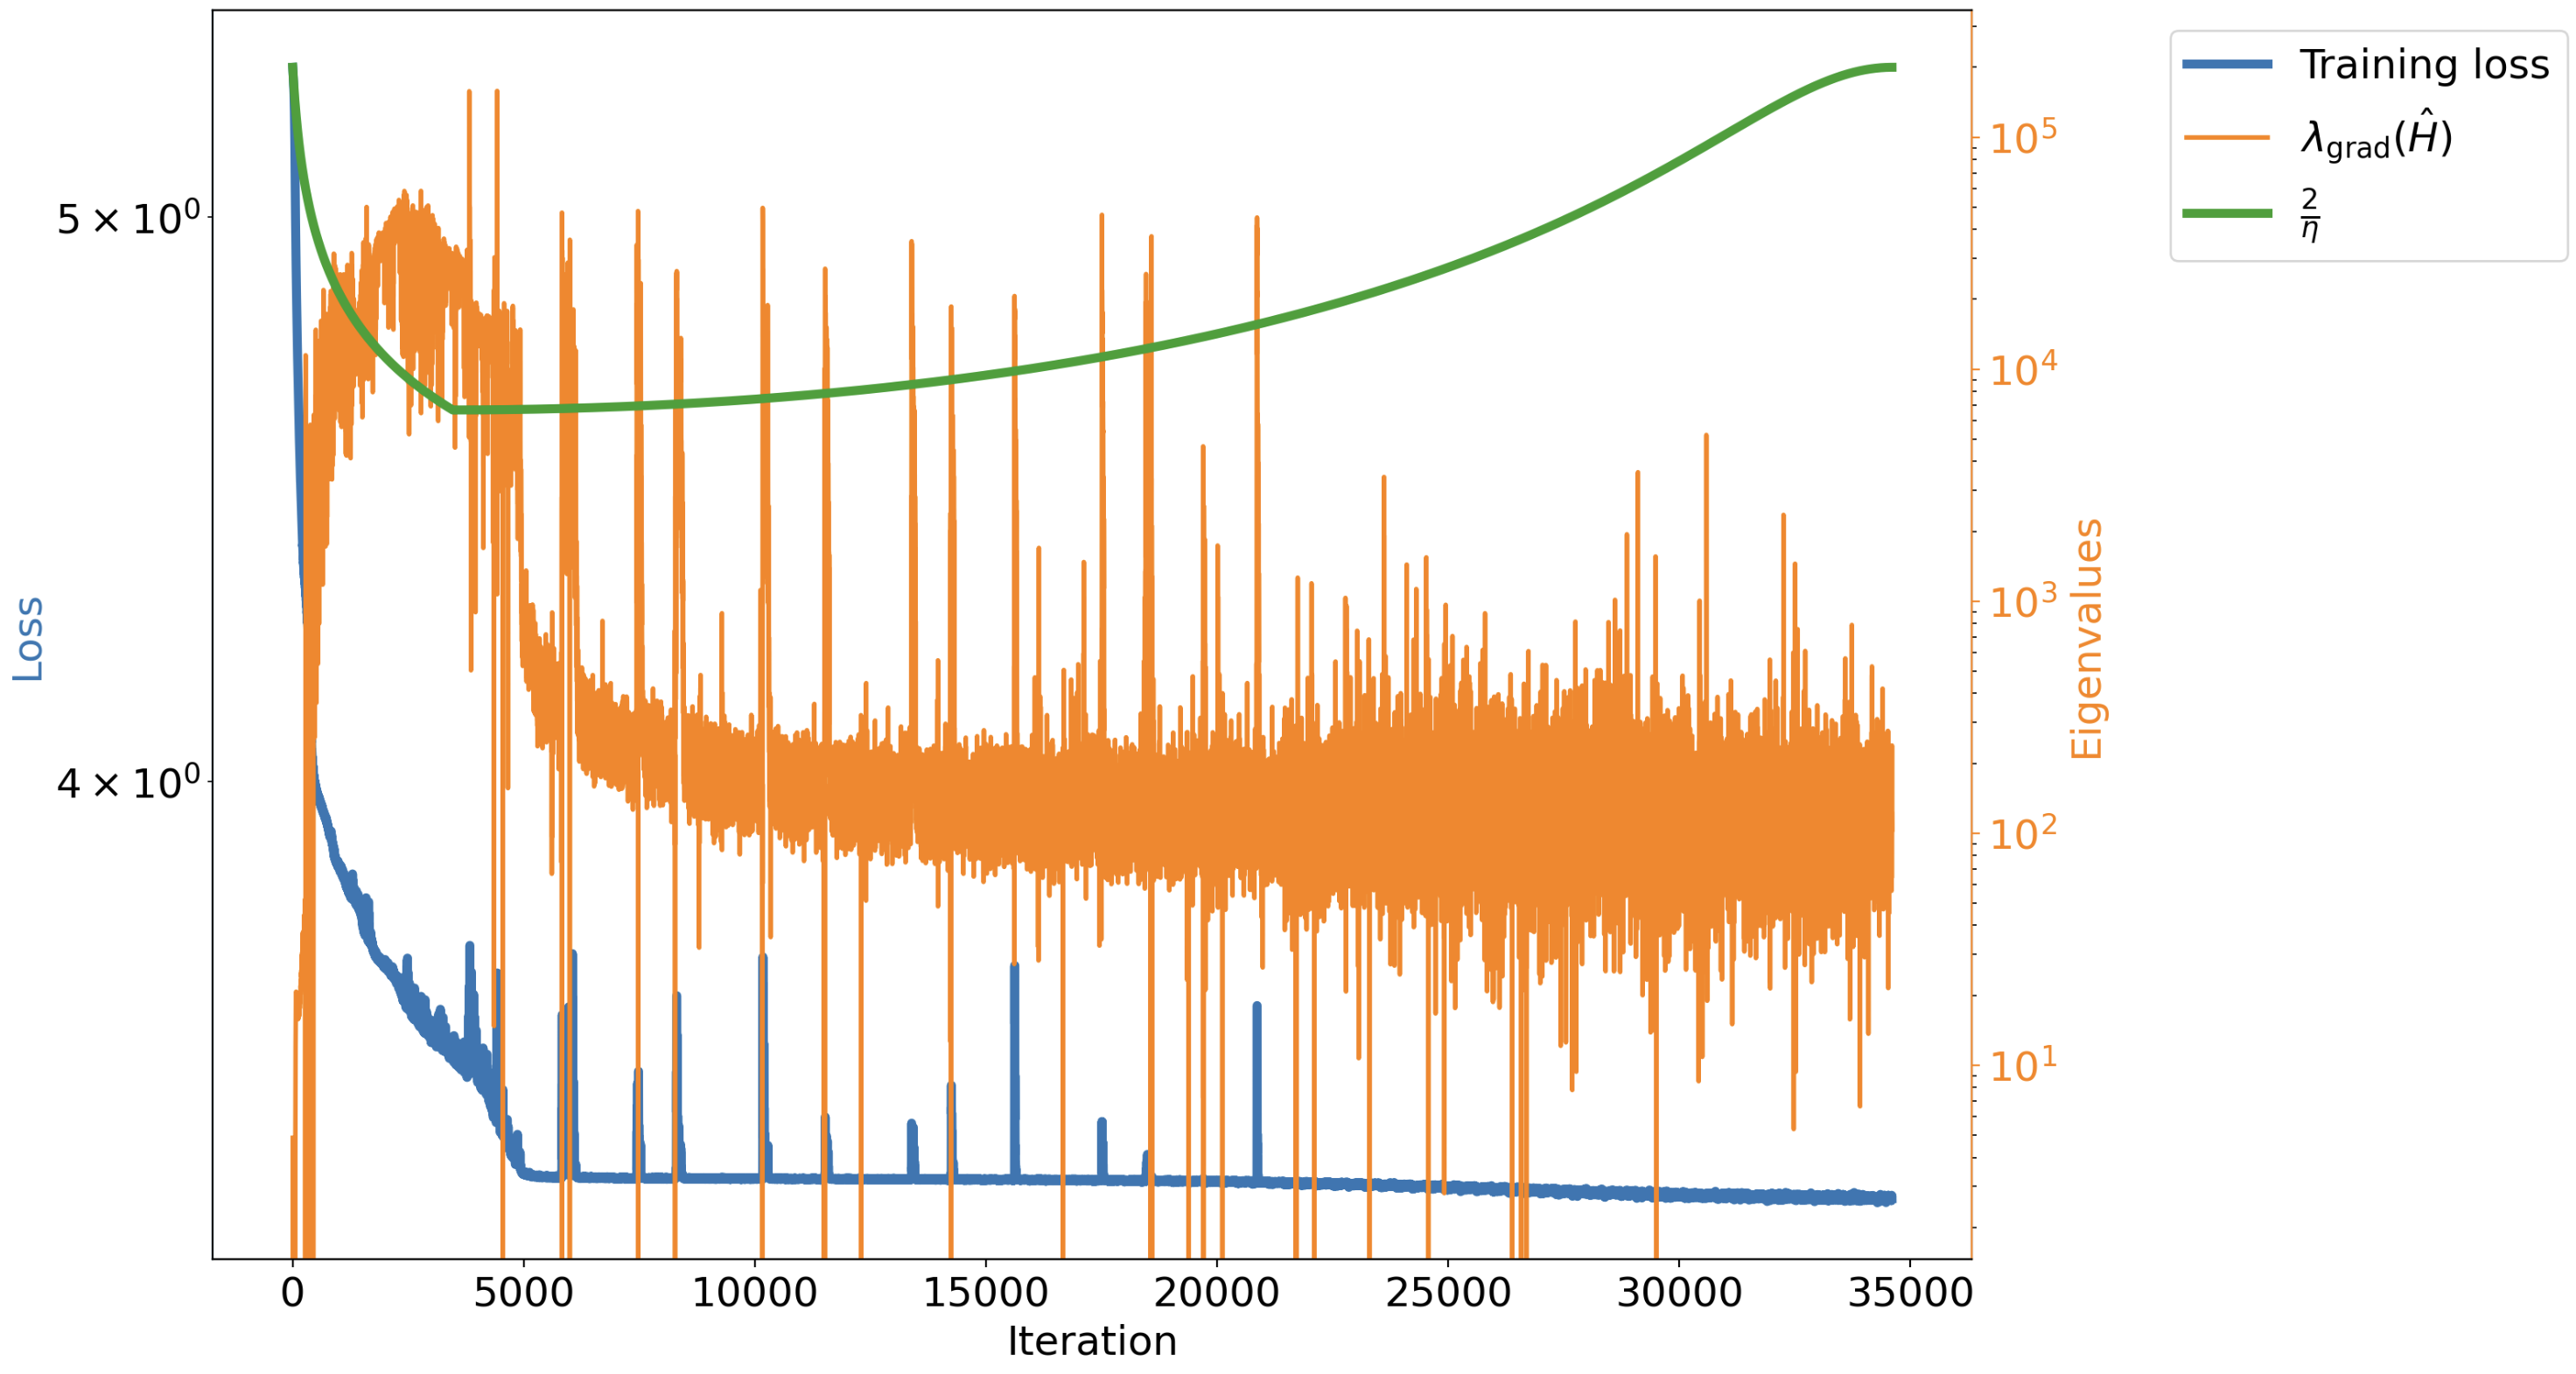 Training loss
λ_grad(Ĥ)
2/η
5 × 10^0
4 × 10^0
Loss
10^5
10^4
10^3
10^2
10^1
Eigenvalues
0 5000 10000 15000 20000 25000 30000 35000
Iteration